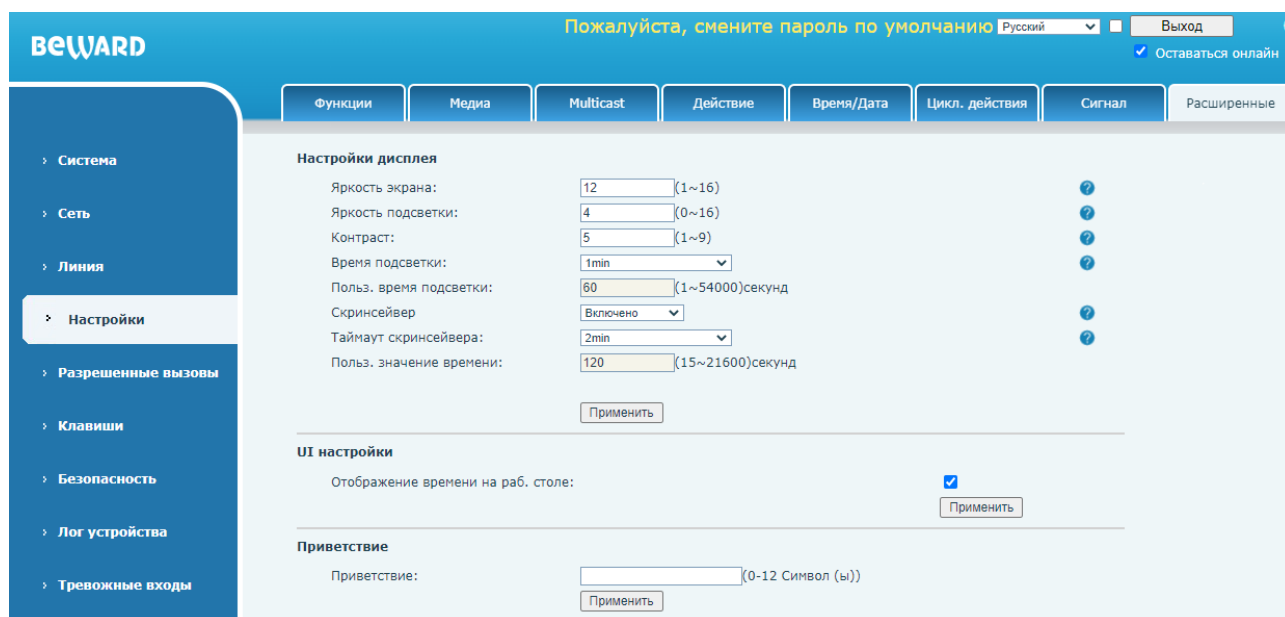 Пожалуйста, смените пароль по умолчанию Русский Выход
BEWARD
Оставаться онлайн
Функции Медиа Multicast Действие Время/Дата Цикл. действия Сигнал Расширенные
Система
Сеть
Линия
Настройки
Разрешенные вызовы
Клавиши
Безопасность
Лог устройства
Тревожные входы
Настройки дисплея
Яркость экрана: 12 (1~16)
Яркость подсветки: 4 (0~16)
Контраст: 5 (1~9)
Время подсветки: 1min
Польз. время подсветки: 60 (1~54000)секунд
Скринсейвер Включено
Таймаут скринсейвера: 2min
Польз. значение времени: 120 (15~21600)секунд
Применить
UI настройки
Отображение времени на раб. столе:
Применить
Приветствие
Приветствие: (0-12 Символ (ы))
Применить